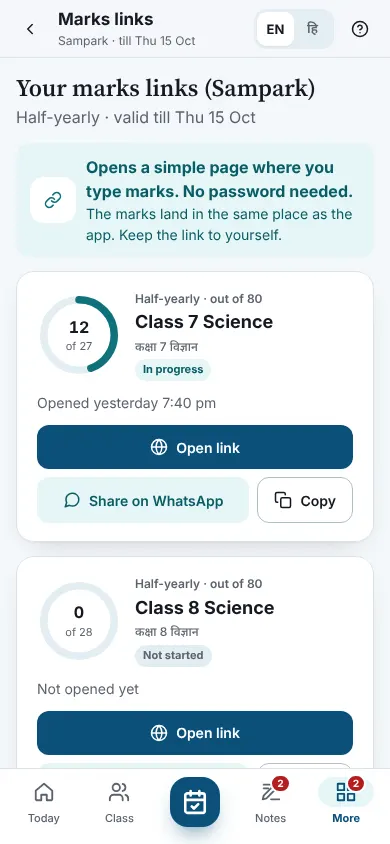 Marks links
Sampark · till Thu 15 Oct
EN
हि
Your marks links (Sampark)
Half-yearly · valid till Thu 15 Oct
Opens a simple page where you
type marks. No password needed.
The marks land in the same place as the
app. Keep the link to yourself.
12
of 27
Half-yearly · out of 80
Class 7 Science
कक्षा 7 विज्ञान
In progress
Opened yesterday 7:40 pm
Open link
Share on WhatsApp
Copy
0
of 28
Half-yearly · out of 80
Class 8 Science
कक्षा 8 विज्ञान
Not started
Not opened yet
Open link
Today
Class
2
Notes
2
More